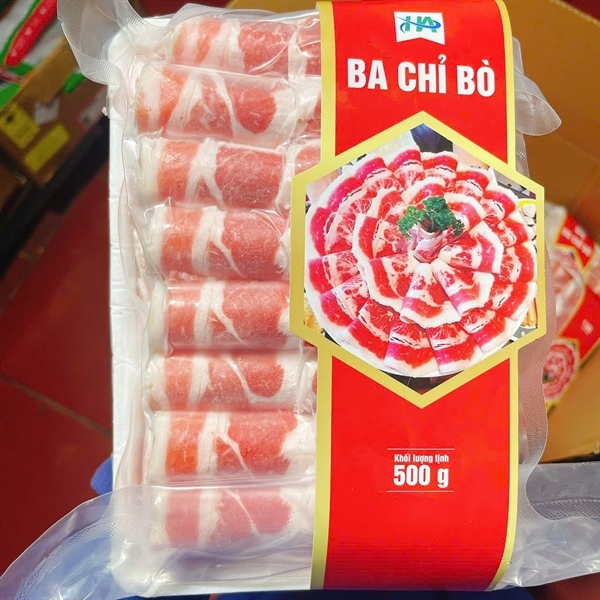 HA
BA CHỈ BÒ
Khối lượng tịnh
500 g